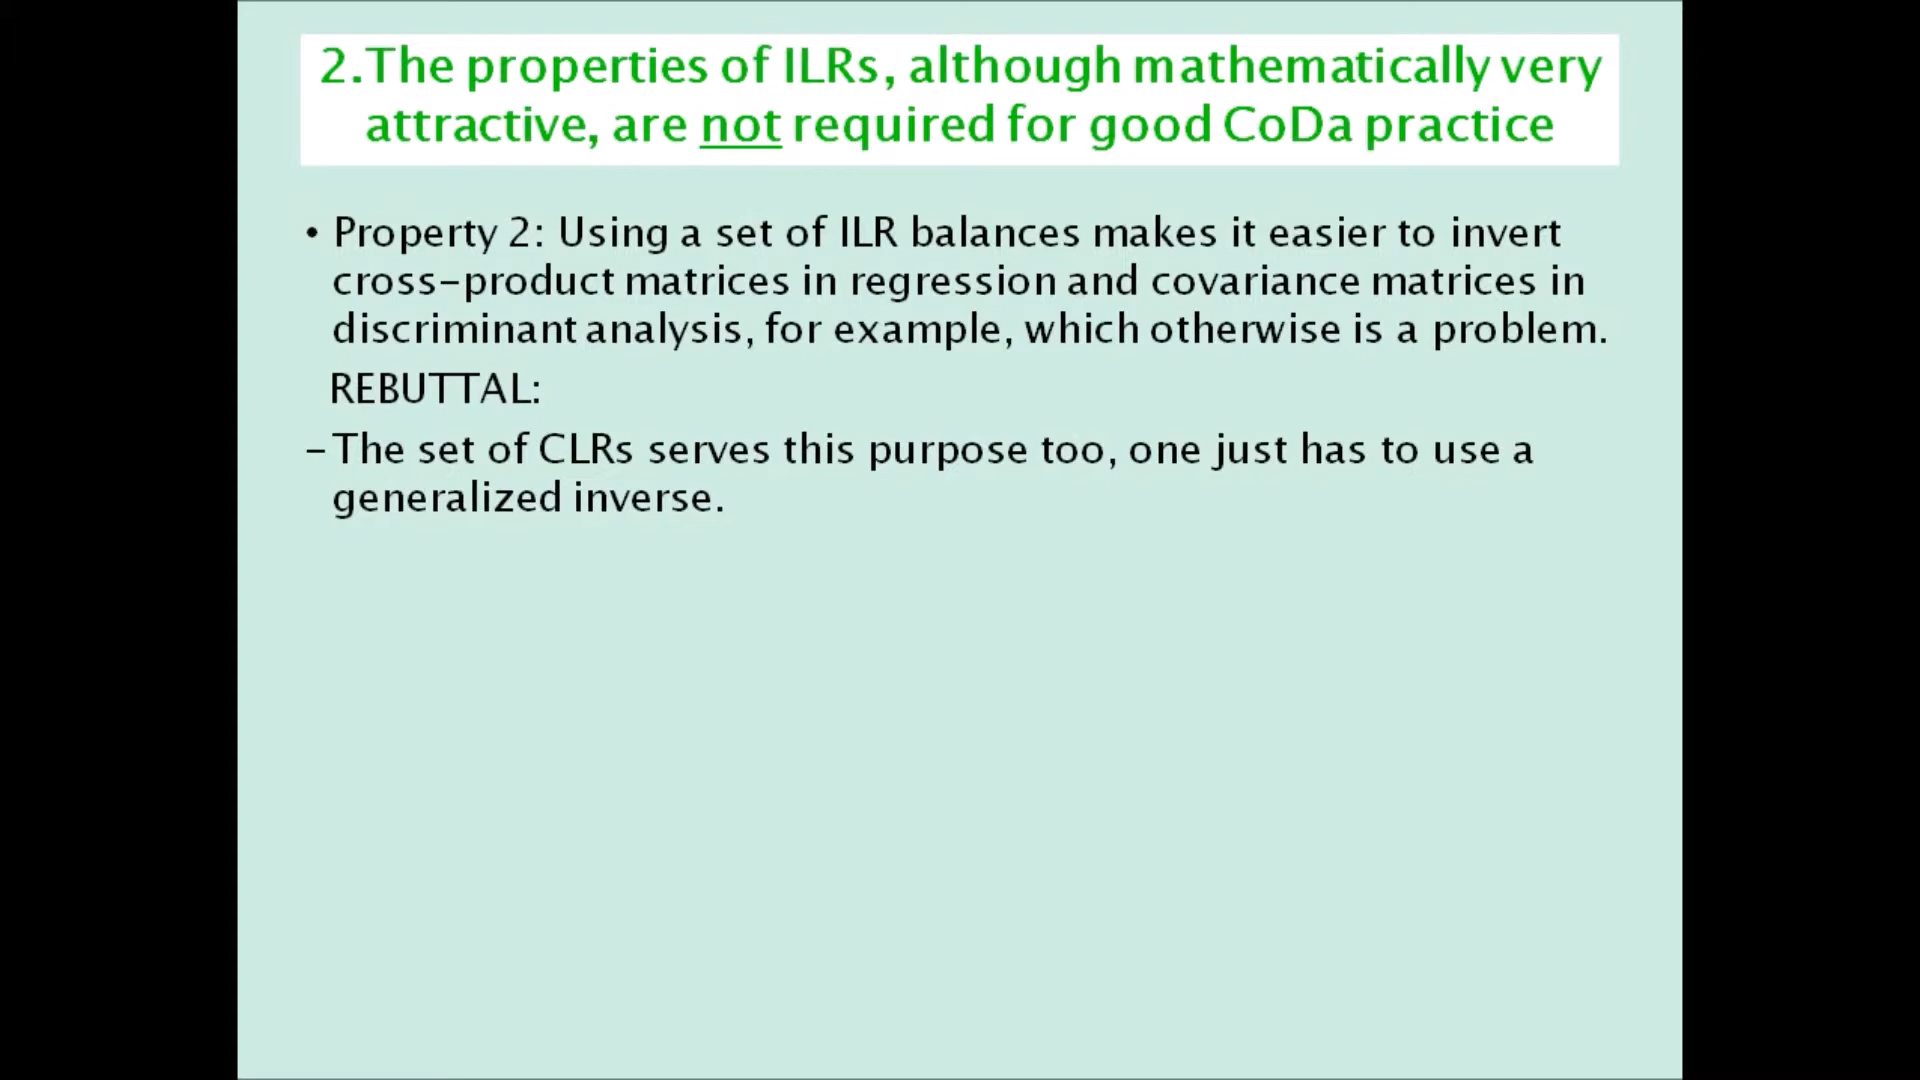 2.The properties of ILRs, although mathematically very
attractive, are not required for good CoDa practice
• Property 2: Using a set of ILR balances makes it easier to invert
cross-product matrices in regression and covariance matrices in
discriminant analysis, for example, which otherwise is a problem.
REBUTTAL:
–The set of CLRs serves this purpose too, one just has to use a
generalized inverse.